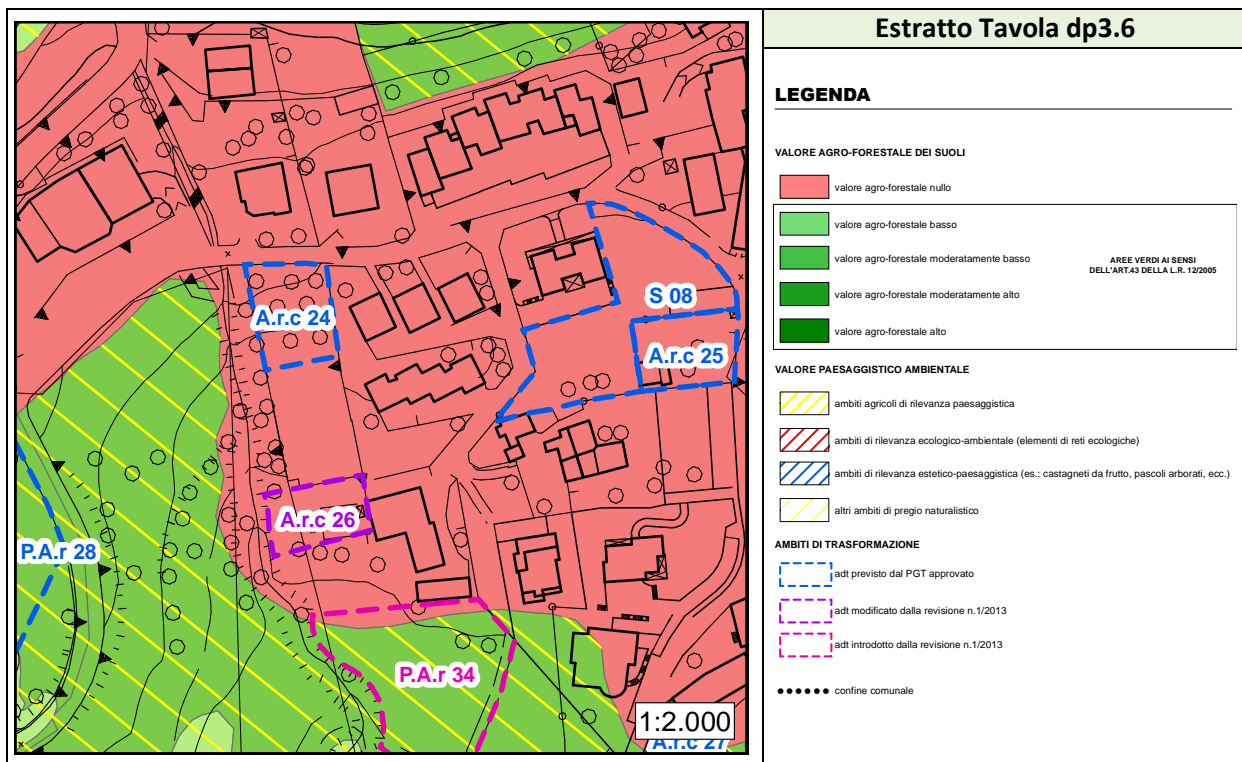 Estratto Tavola dp3.6
LEGENDA
VALORE AGRO-FORESTALE DEI SUOLI
valore agro-forestale nullo
valore agro-forestale basso
valore agro-forestale moderatamente basso
AREE VERDI AI SENSI
DELL'ART.43 DELLA L.R. 12/2005
valore agro-forestale moderatamente alto
valore agro-forestale alto
VALORE PAESAGGISTICO AMBIENTALE
ambiti agricoli di rilevanza paesaggistica
ambiti di rilevanza ecologico-ambientale (elementi di reti ecologiche)
ambiti di rilevanza estetico-paesaggistica (es.: castagneti da frutto, pascoli arborati, ecc.)
altri ambiti di pregio naturalistico
AMBITI DI TRASFORMAZIONE
adt previsto dal PGT approvato
adt modificato dalla revisione n.1/2013
adt introdotto dalla revisione n.1/2013
confine comunale
S 08
A.r.c 24
A.r.c 25
A.r.c 26
P.A.r 28
P.A.r 34
1:2.000
A.r.c 27